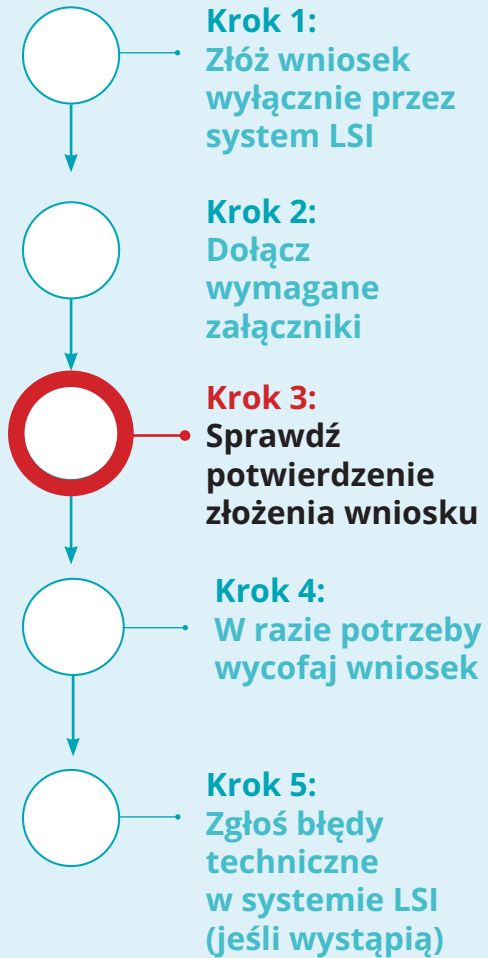 Krok 1:
Złóż wniosek
wyłącznie przez
system LSI
Krok 2:
Dołącz
wymagane
załączniki
Krok 3:
Sprawdź
potwierdzenie
złożenia wniosku
Krok 4:
W razie potrzeby
wycofaj wniosek
Krok 5:
Zgłoś błędy
techniczne
w systemie LSI
(jeśli wystąpią)